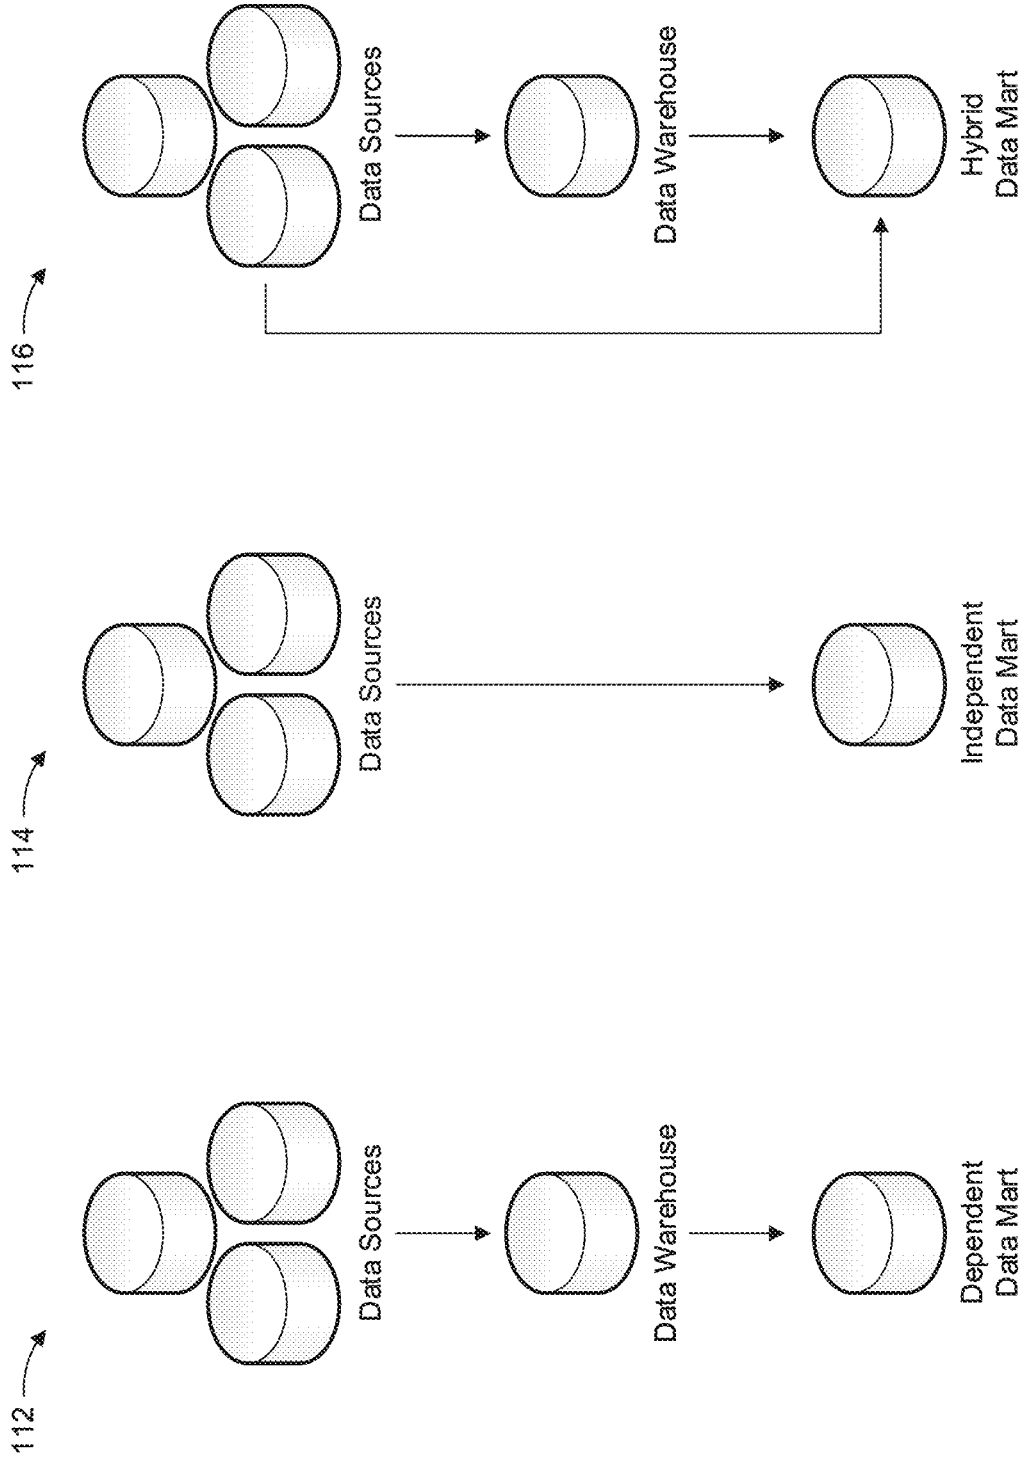 112
Data Sources
Data Warehouse
Dependent
Data Mart
114
Data Sources
Independent
Data Mart
116
Data Sources
Data Warehouse
Hybrid
Data Mart